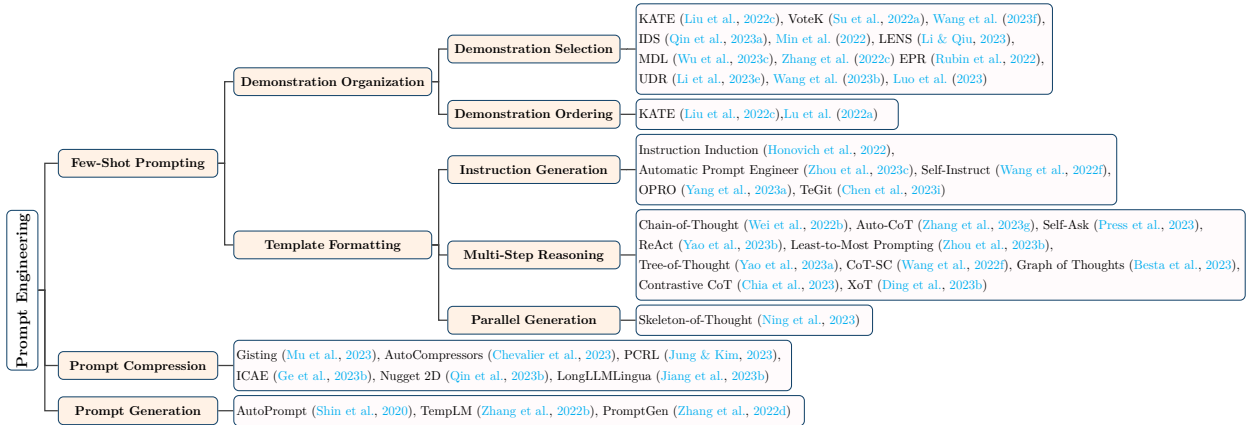 Prompt Engineering
Few-Shot Prompting
Demonstration Organization
Demonstration Selection
KATE (Liu et al., 2022c), VoteK (Su et al., 2022a), Wang et al. (2023f),
IDS (Qin et al., 2023a), Min et al. (2022), LENS (Li & Qiu, 2023),
MDL (Wu et al., 2023c), Zhang et al. (2022c) EPR (Rubin et al., 2022),
UDR (Li et al., 2023e), Wang et al. (2023b), Luo et al. (2023)
Demonstration Ordering
KATE (Liu et al., 2022c),Lu et al. (2022a)
Template Formatting
Instruction Generation
Instruction Induction (Honovich et al., 2022),
Automatic Prompt Engineer (Zhou et al., 2023c), Self-Instruct (Wang et al., 2022f),
OPRO (Yang et al., 2023a), TeGit (Chen et al., 2023i)
Multi-Step Reasoning
Chain-of-Thought (Wei et al., 2022b), Auto-CoT (Zhang et al., 2023g), Self-Ask (Press et al., 2023),
ReAct (Yao et al., 2023b), Least-to-Most Prompting (Zhou et al., 2023b),
Tree-of-Thought (Yao et al., 2023a), CoT-SC (Wang et al., 2022f), Graph of Thoughts (Besta et al., 2023),
Contrastive CoT (Chia et al., 2023), XoT (Ding et al., 2023b)
Parallel Generation
Skeleton-of-Thought (Ning et al., 2023)
Prompt Compression
Gisting (Mu et al., 2023), AutoCompressors (Chevalier et al., 2023), PCRL (Jung & Kim, 2023),
ICAE (Ge et al., 2023b), Nugget 2D (Qin et al., 2023b), LongLLMLingua (Jiang et al., 2023b)
Prompt Generation
AutoPrompt (Shin et al., 2020), TempLM (Zhang et al., 2022b), PromptGen (Zhang et al., 2022d)